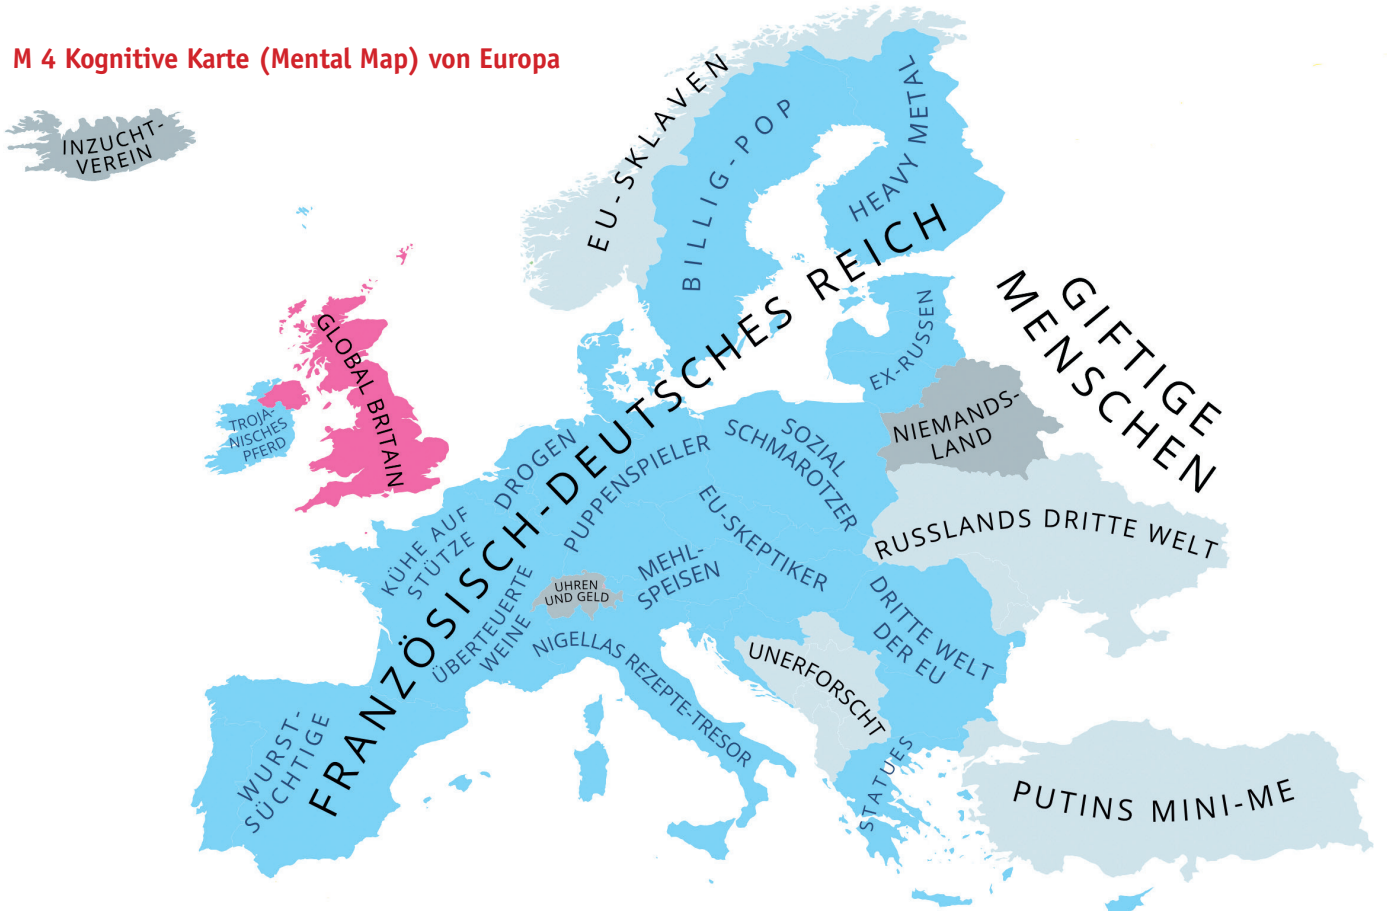 M 4 Kognitive Karte (Mental Map) von Europa
INZUCHT-
VEREIN
EU-SKLAVEN
BILLIG-POP
HEAVY METAL
FRANZÖSISCH-DEUTSCHES REICH
GIFTIGE
MENSCHEN
GLOBAL BRITAIN
TROJA-
NISCHES
PFERD
EX-RUSSEN
NIEMANDS-
LAND
DROGEN
PUPPENSPIELER
SOZIAL
SCHMAROTZER
RUSSLANDS DRITTE WELT
KÜHE AUF
STÜTZE
EU-SKEPTIKER
MEHL-
SPEISEN
UHREN
UND GELD
ÜBERTEUERTE
WEINE
NIGELLAS REZEPTE-TRESOR
UNERFORSCHT
DRITTE WELT
DER EU
WURST-
SÜCHTIGE
STATUES
PUTINS MINI-ME